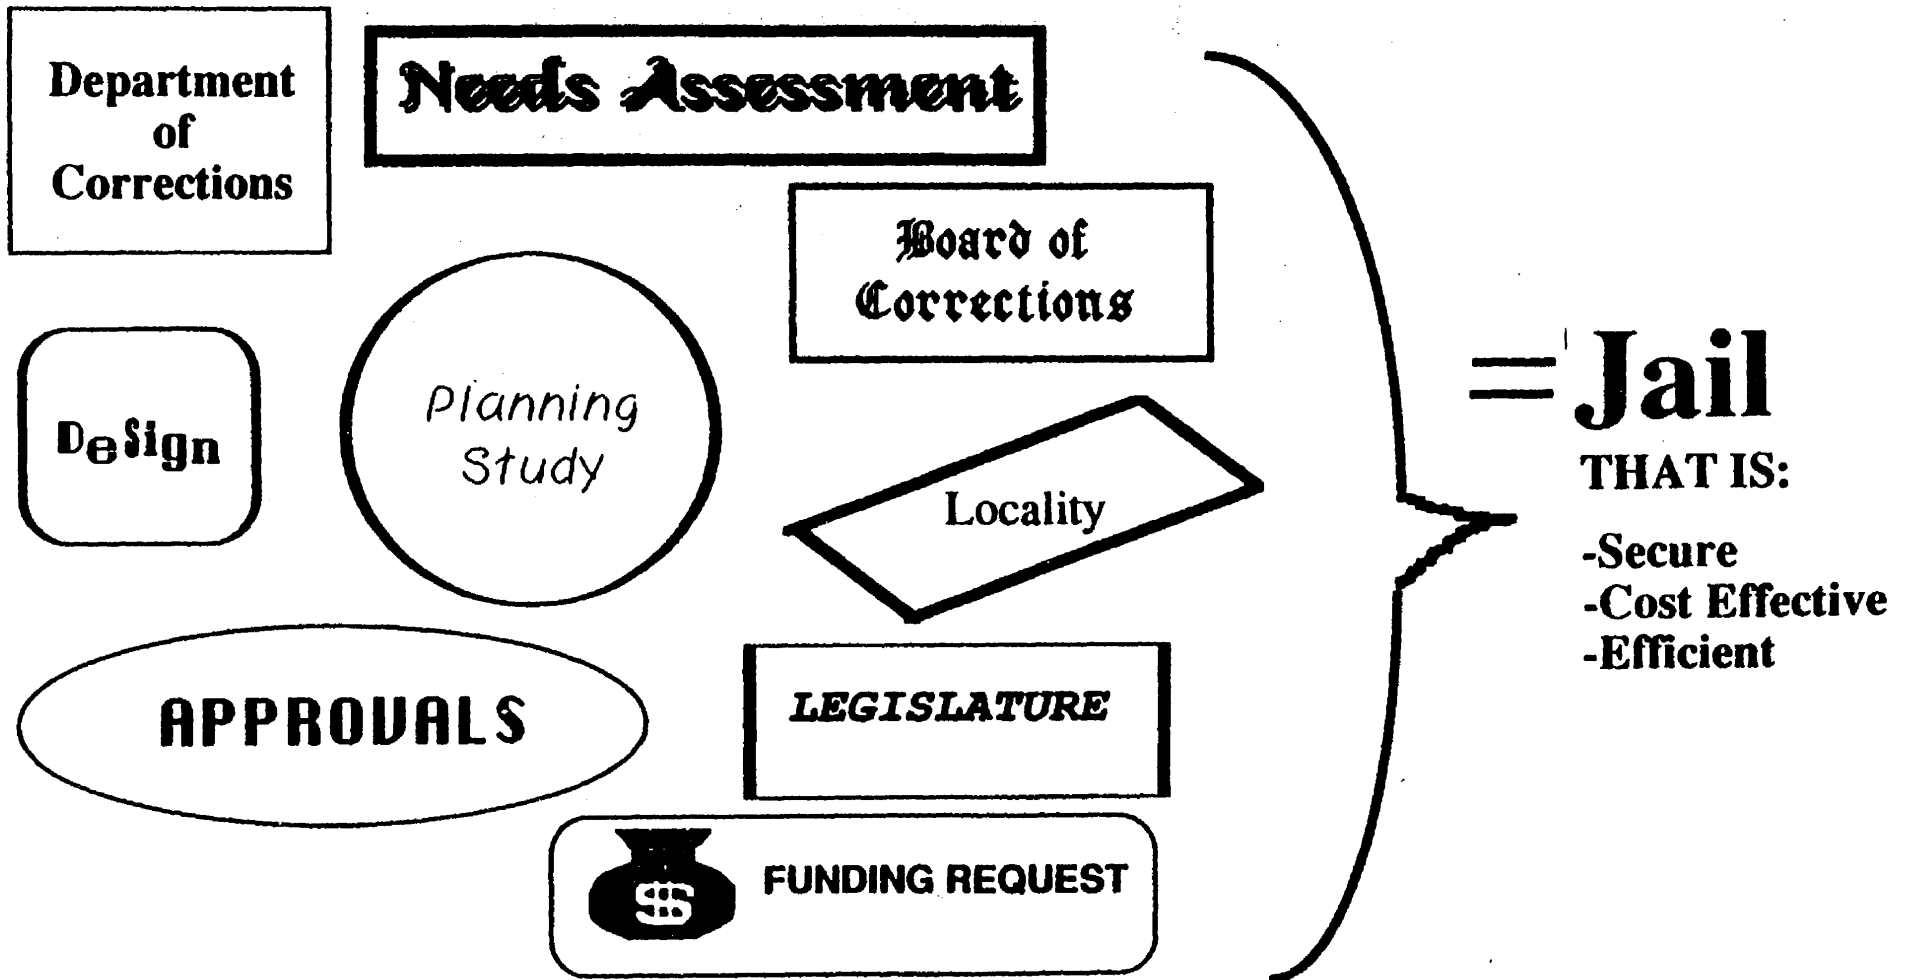 Department
of
Corrections
Needs Assessment
Board of
Corrections
Design
Planning
Study
Locality
APPROVALS
LEGISLATURE
$ FUNDING REQUEST
= Jail
THAT IS:
-Secure
-Cost Effective
-Efficient